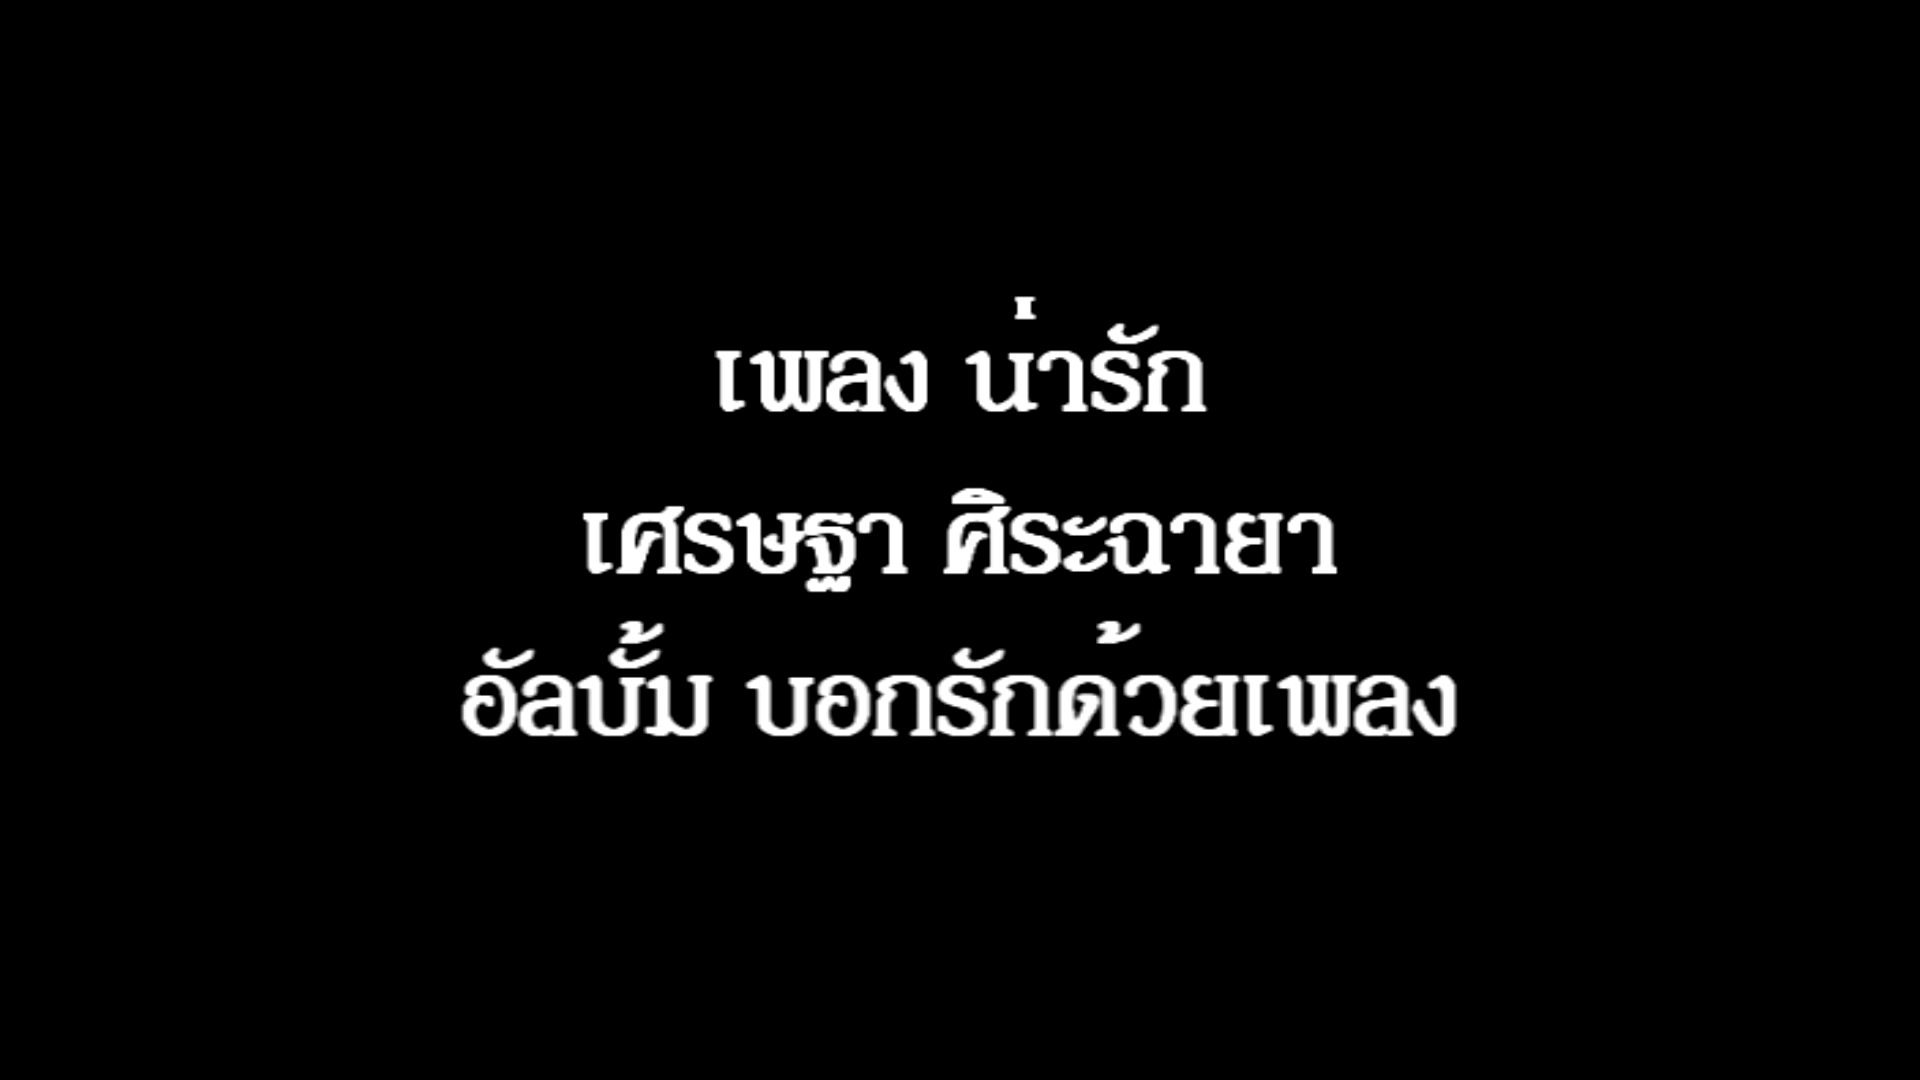 เพลง น่ารัก
เศรษฐา ศิระฉายา
อัลบั้ม บอกรักด้วยเพลง